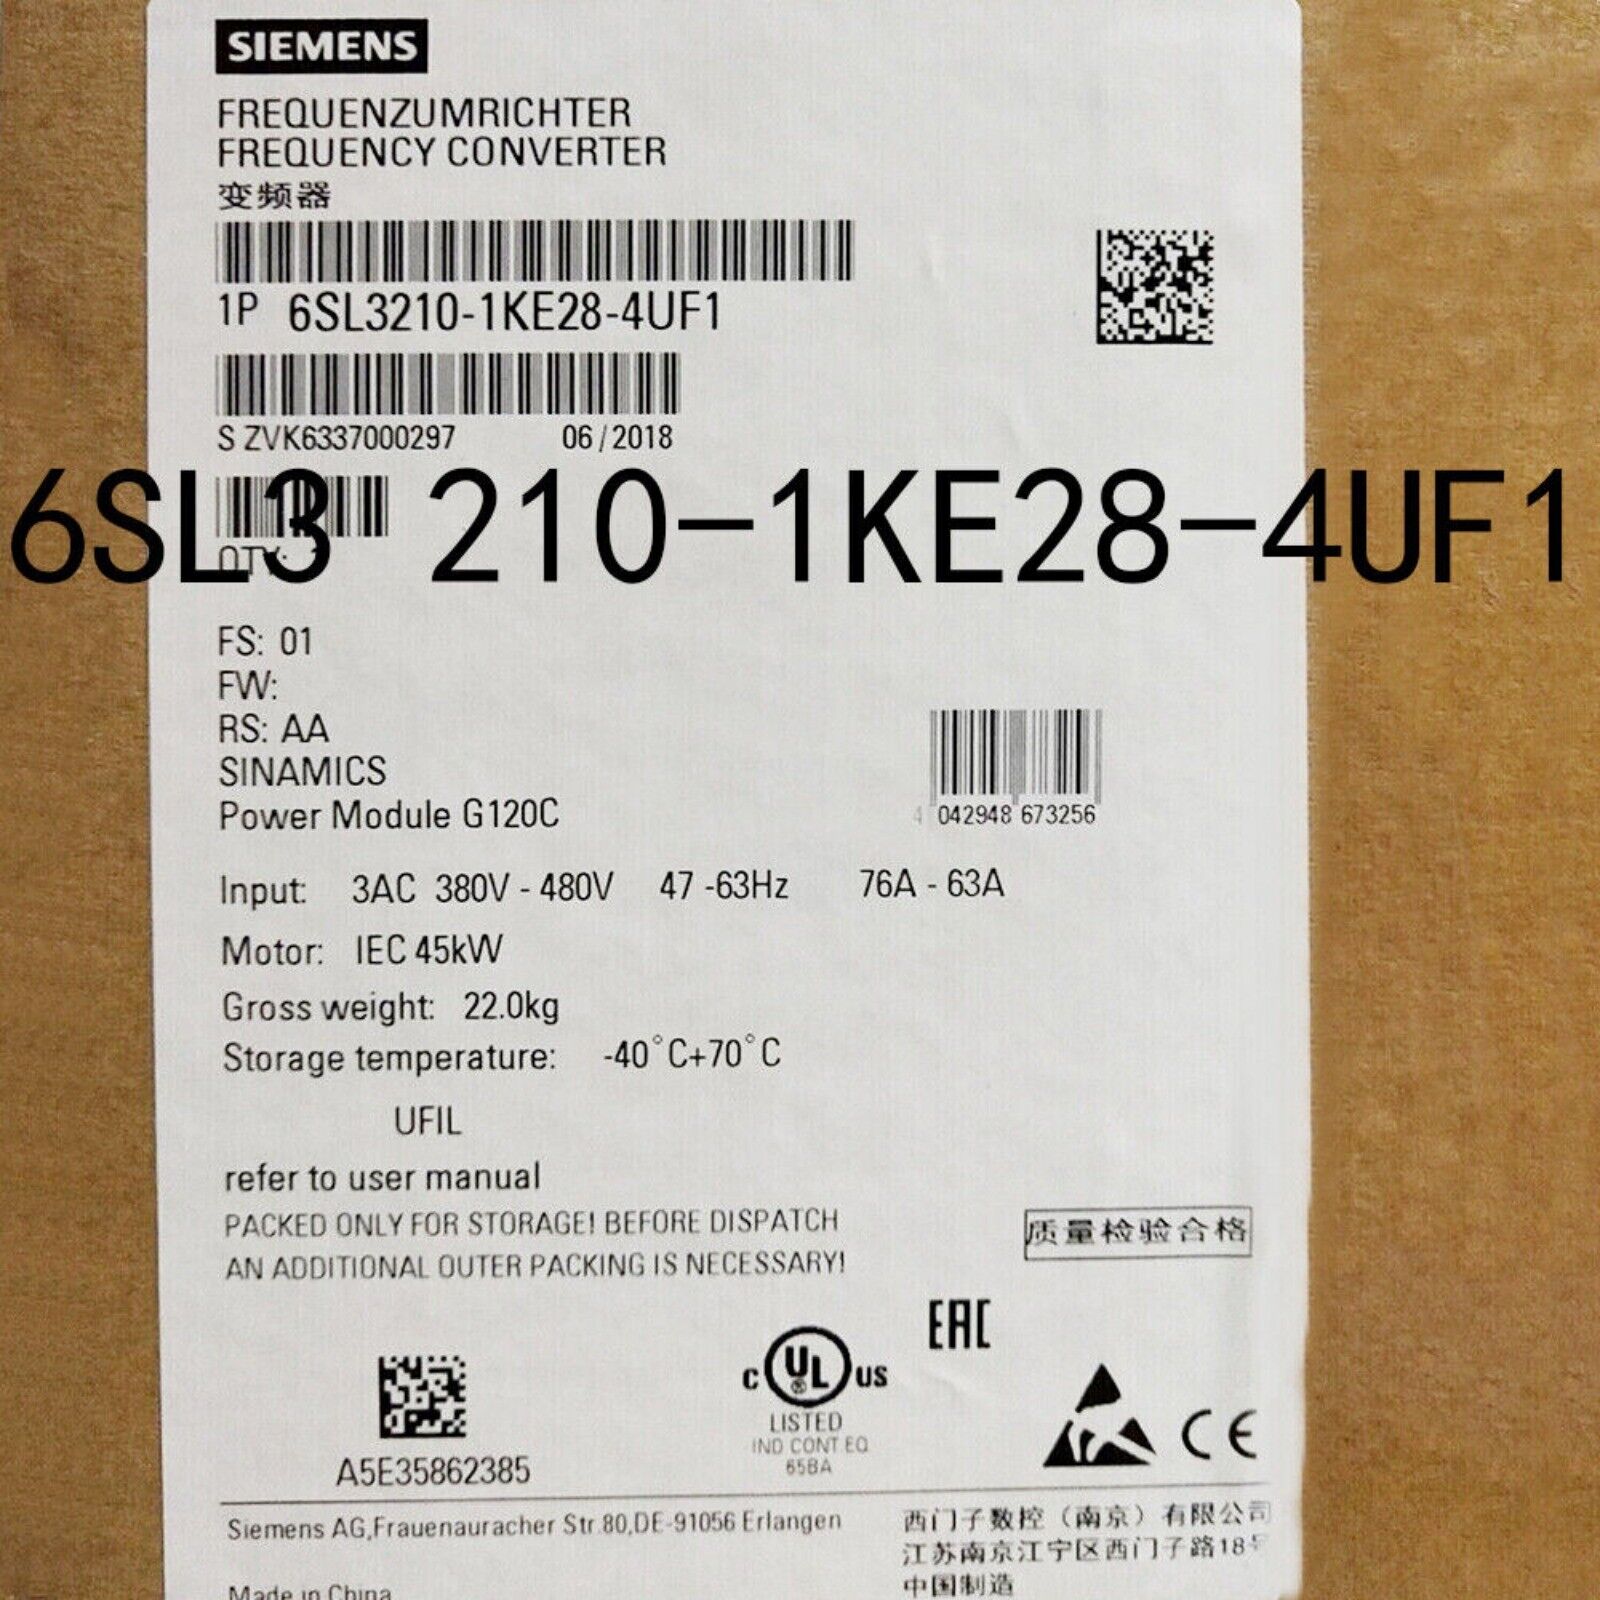 SIEMENS
FREQUENZUMRICHTER
FREQUENCY CONVERTER
变频器
1P 6SL3210-1KE28-4UF1
S ZVK6337000297 06/2018
6SL3 210-1KE28-4UF1
QTY:
FS: 01
FW:
RS: AA
SINAMICS
Power Module G120C
4 042948 673256
Input: 3AC 380V - 480V 47 -63Hz 76A - 63A
Motor: IEC 45kW
Gross weight: 22.0kg
Storage temperature: -40°C+70°C
UFIL
refer to user manual
PACKED ONLY FOR STORAGE! BEFORE DISPATCH
AN ADDITIONAL OUTER PACKING IS NECESSARY!
质量检验合格
EAC
C UL ® US
LISTED
IND CONT.EQ
65BA
CE
A5E35862385
Siemens AG,Frauenauracher Str.80,DE-91056 Erlangen
Made in China
西门子数控（南京）有限公司
江苏南京江宁区西门子路18号
中国制造